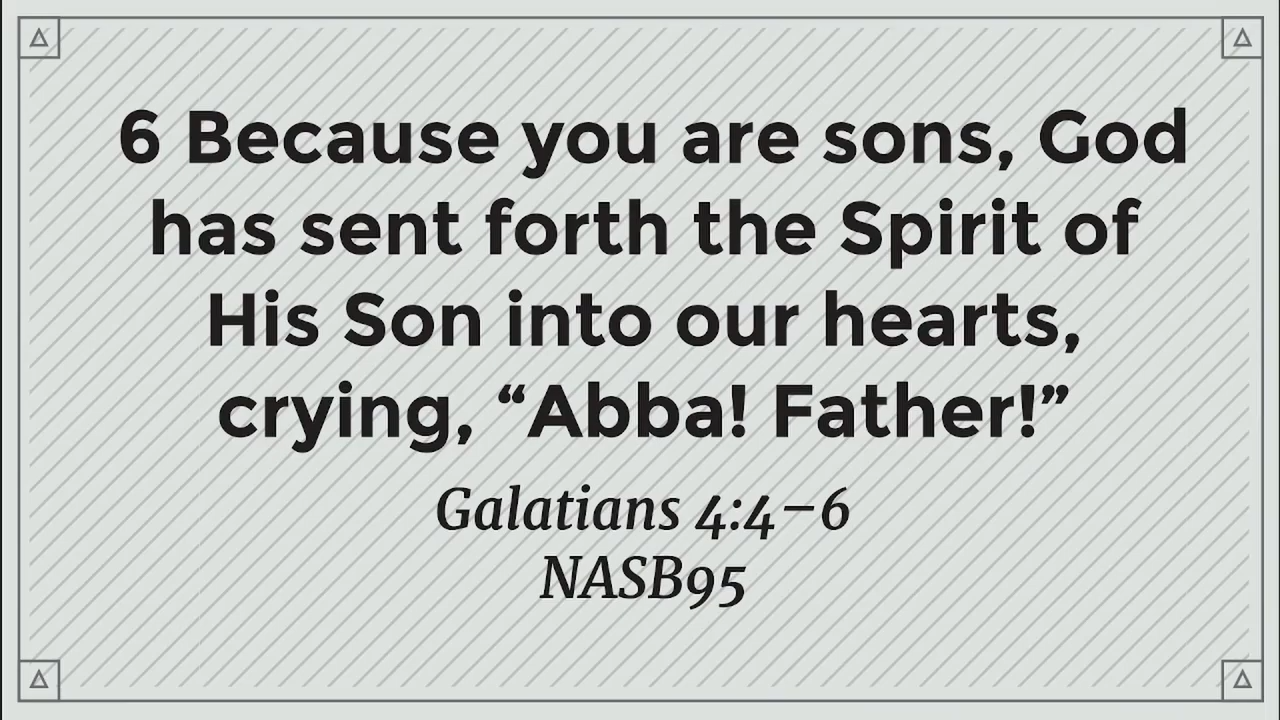 6 Because you are sons, God
has sent forth the Spirit of
His Son into our hearts,
crying, “Abba! Father!”
Galatians 4:4–6
NASB95